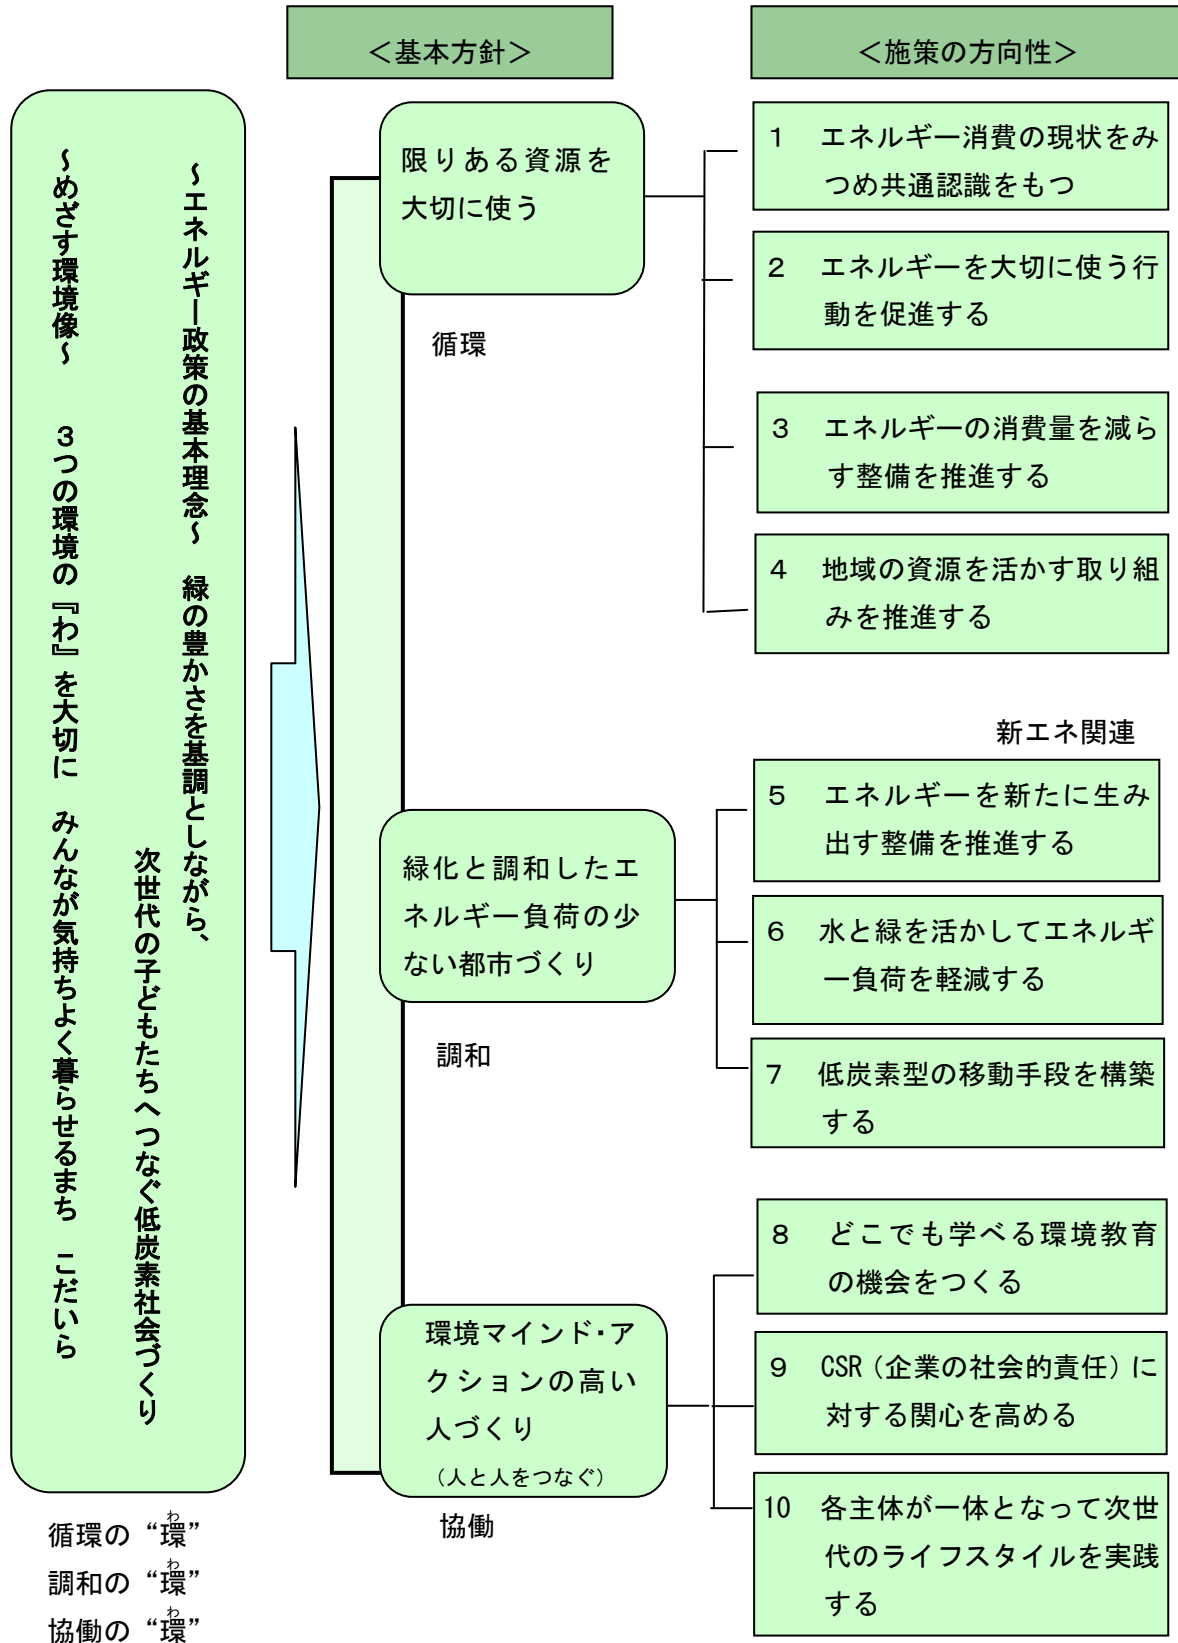 ＜基本方針＞
＜施策の方向性＞
～エネルギー政策の基本理念～　緑の豊かさを基調としながら、
次世代の子どもたちへつなぐ低炭素社会づくり
～めざす環境像～　３つの環境の『わ』を大切に　みんなが気持ちよく暮らせるまち　こだいら
循環の“環”
わ
調和の“環”
わ
協働の“環”
わ
限りある資源を
大切に使う
循環
１　エネルギー消費の現状をみ
つめ共通認識をもつ
２　エネルギーを大切に使う行
動を促進する
３　エネルギーの消費量を減ら
す整備を推進する
４　地域の資源を活かす取り組
みを推進する
緑化と調和したエ
ネルギー負荷の少
ない都市づくり
調和
新エネ関連
５　エネルギーを新たに生み
出す整備を推進する
６　水と緑を活かしてエネルギ
ー負荷を軽減する
７　低炭素型の移動手段を構築
する
環境マインド・ア
クションの高い
人づくり
（人と人をつなぐ）
協働
８　どこでも学べる環境教育
の機会をつくる
９　CSR（企業の社会的責任）に
対する関心を高める
10　各主体が一体となって次世
代のライフスタイルを実践
する